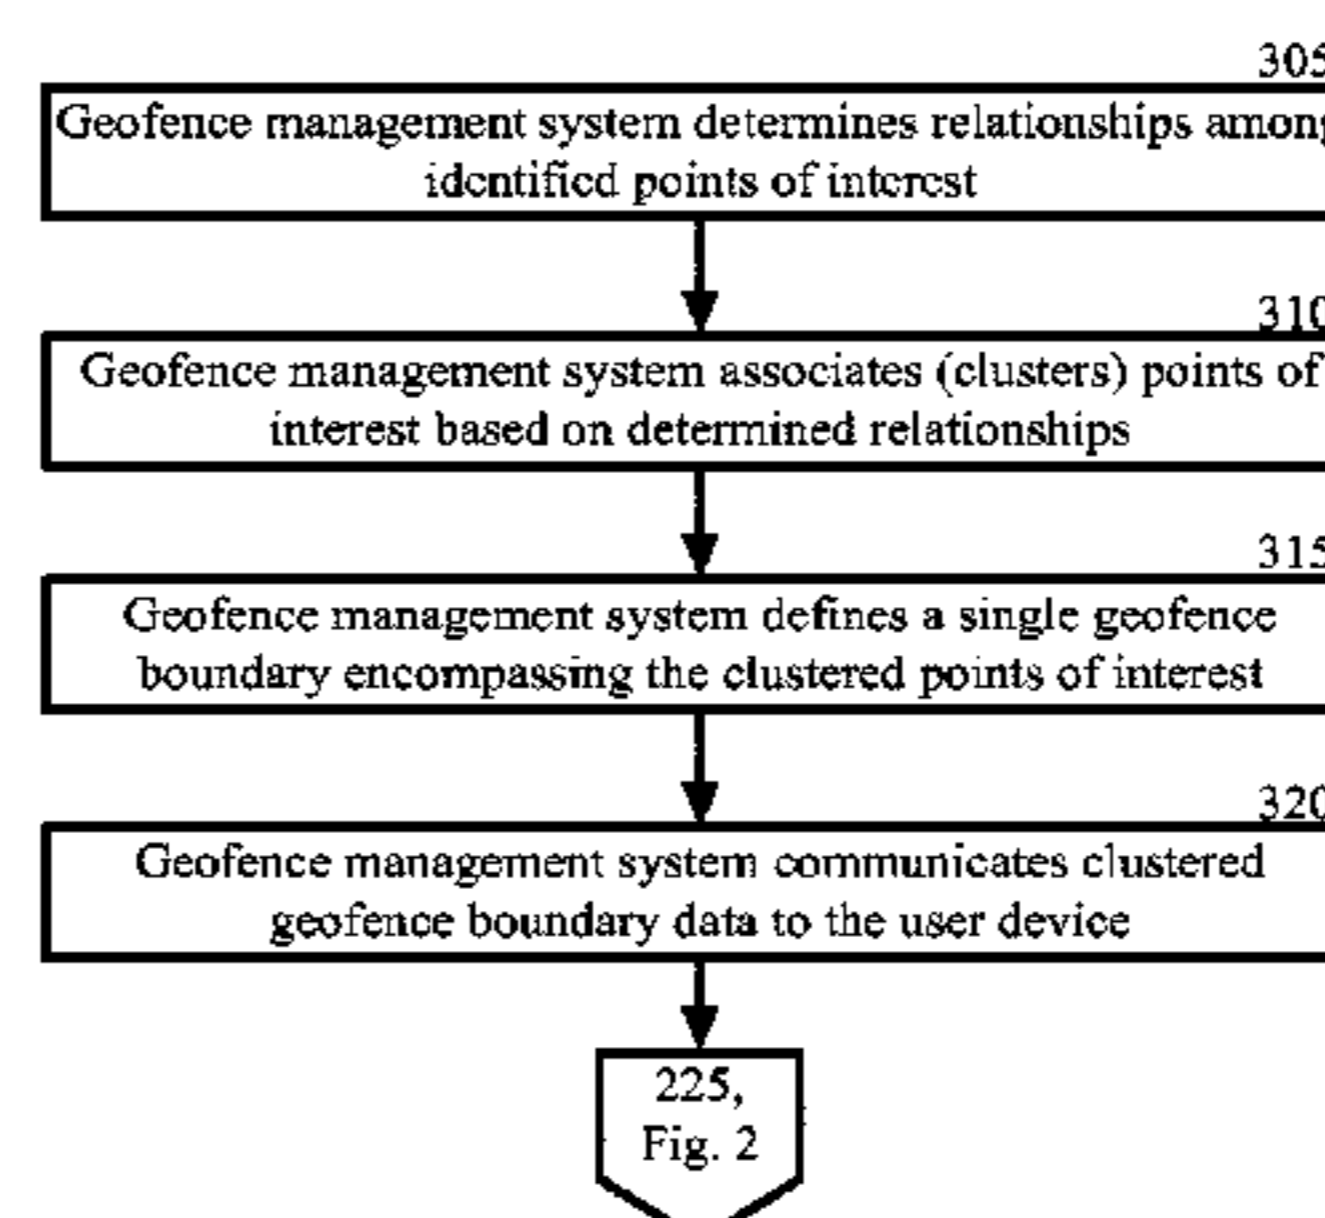 305
Geofence management system determines relationships among
identified points of interest
310
Geofence management system associates (clusters) points of
interest based on determined relationships
315
Geofence management system defines a single geofence
boundary encompassing the clustered points of interest
320
Geofence management system communicates clustered
geofence boundary data to the user device
225,
Fig. 2